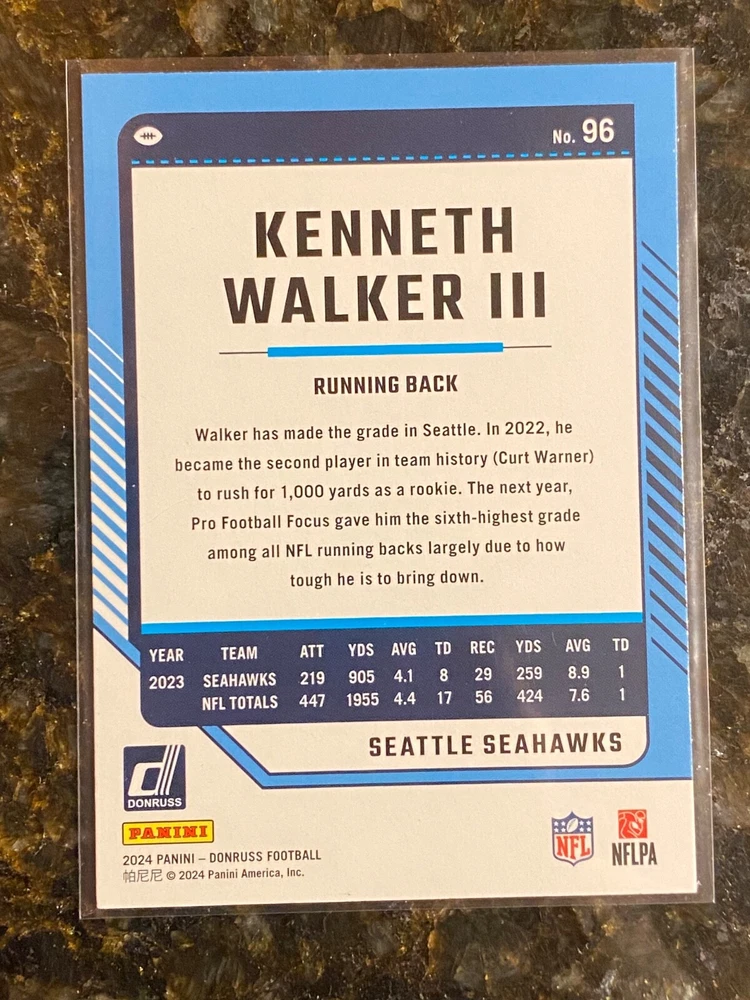 No. 96
KENNETH
WALKER III
RUNNING BACK
Walker has made the grade in Seattle. In 2022, he
became the second player in team history (Curt Warner)
to rush for 1,000 yards as a rookie. The next year,
Pro Football Focus gave him the sixth-highest grade
among all NFL running backs largely due to how
tough he is to bring down.
YEAR TEAM ATT YDS AVG TD REC YDS AVG TD
2023 SEAHAWKS 219 905 4.1 8 29 259 8.9 1
NFL TOTALS 447 1955 4.4 17 56 424 7.6 1
SEATTLE SEAHAWKS
d
DONRUSS
PANINI
2024 PANINI – DONRUSS FOOTBALL
帕尼尼 © 2024 Panini America, Inc.
NFL
NFLPA